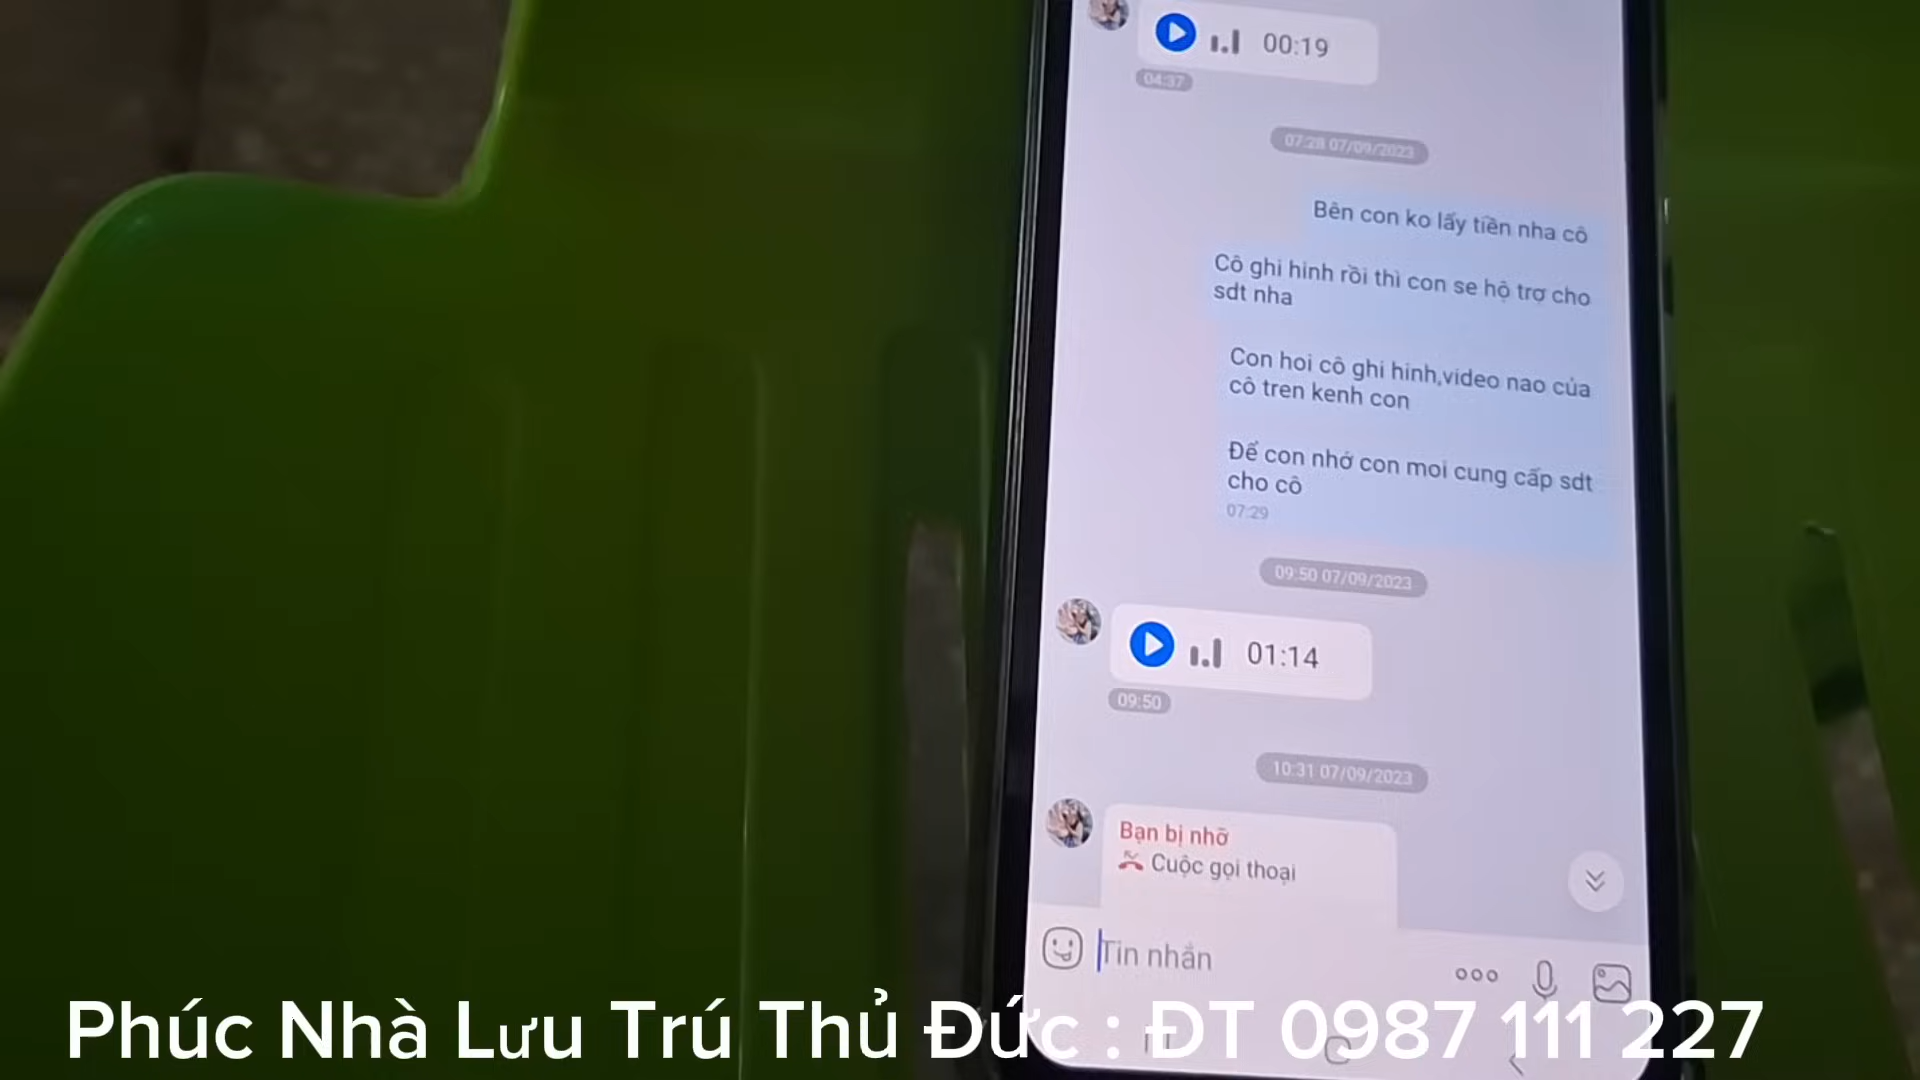 00:19
04:37
07:28 07/09/2023
Bên con ko lấy tiền nha cô
Cô ghi hinh rồi thì con se hộ trợ cho
sdt nha
Con hoi cô ghi hinh,video nao của
cô tren kenh con
Để con nhớ con moi cung cấp sdt
cho cô
07:29
09:50 07/09/2023
01:14
09:50
10:31 07/09/2023
Bạn bị nhỡ
Cuộc gọi thoại
Tin nhắn
Phúc Nhà Lưu Trú Thủ Đức : ĐT 0987 111 227